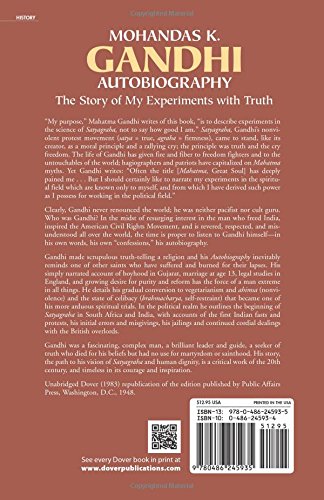 HISTORY
MOHANDAS K.
GANDHI
AUTOBIOGRAPHY
The Story of My Experiments with Truth
"My purpose," Mahatma Gandhi writes of this book, "is to describe experiments
in the science of Satyagraha, not to say how good I am." Satyagraha, Gandhi's nonvi-
olent protest movement (satya = true, agraha = firmness), came to stand, like its
creator, as a moral principle and a rallying cry; the principle was truth and the cry
freedom. The life of Gandhi has given fire and fiber to freedom fighters and to the
untouchables of the world; hagiographers and patriots have capitalized on Mahatma
myths. Yet Gandhi writes: "Often the title [Mahatma, Great Soul] has deeply
pained me. . . But I should certainly like to narrate my experiments in the spiritu-
al field which are known only to myself, and from which I have derived such power
as I possess for working in the political field."
Clearly, Gandhi never renounced the world; he was neither pacifist nor cult guru.
Who was Gandhi? In the midst of resurging interest in the man who freed India,
inspired the American Civil Rights Movement, and is revered, respected, and mis-
understood all over the world, the time is proper to listen to Gandhi himself—in
his own words, his own "confessions," his autobiography.
Gandhi made scrupulous truth-telling a religion and his Autobiography inevitably
reminds one of other saints who have suffered and burned for their lapses. His
simply narrated account of boyhood in Gujarat, marriage at age 13, legal studies in
England, and growing desire for purity and reform has the force of a man extreme
in all things. He details his gradual conversion to vegetarianism and ahimsa (non-
violence) and the state of celibacy (brahmacharya, self-restraint) that became one of
his more arduous spiritual trials. In the political realm he outlines the beginning of
Satyagraha in South Africa and India, with accounts of the first Indian fasts and
protests, his initial errors and misgivings, his jailings and continued cordial dealings
with the British overlords.
Gandhi was a fascinating, complex man, a brilliant leader and guide, a seeker of
truth who died for his beliefs but had no use for martyrdom or sainthood. His story,
the path to his vision of Satyagraha and human dignity, is a critical work of the 20th
century, and timeless in its courage and inspiration.
Unabridged Dover (1983) republication of the edition published by Public Affairs
Press, Washington, D.C., 1948.
$12.95 USA
PRINTED IN THE USA
ISBN-13: 978-0-486-24593-5
ISBN-10: 0-486-24593-4
51295
9780486245935
See every Dover book in print at
www.doverpublications.com